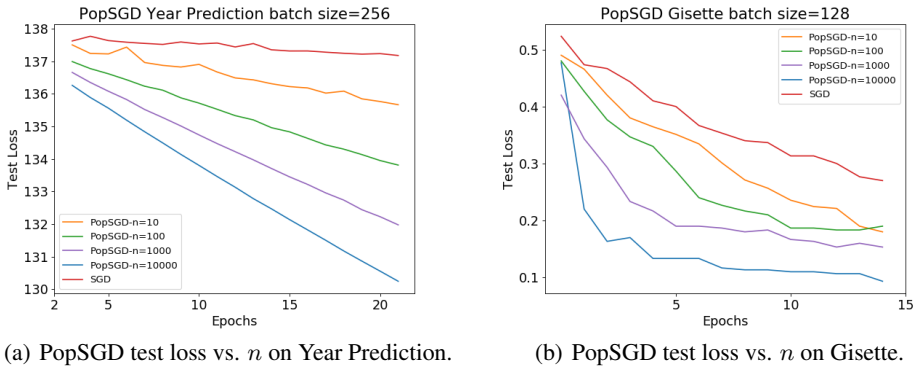 PopSGD Year Prediction batch size=256
138
137
136
135
134
133
132
131
130
Test Loss
PopSGD-n=10
PopSGD-n=100
PopSGD-n=1000
PopSGD-n=10000
SGD
2 5 10 15 20
Epochs
(a) PopSGD test loss vs. n on Year Prediction.
PopSGD Gisette batch size=128
0.5
0.4
0.3
0.2
0.1
Test Loss
PopSGD-n=10
PopSGD-n=100
PopSGD-n=1000
PopSGD-n=10000
SGD
5 10 15
Epochs
(b) PopSGD test loss vs. n on Gisette.